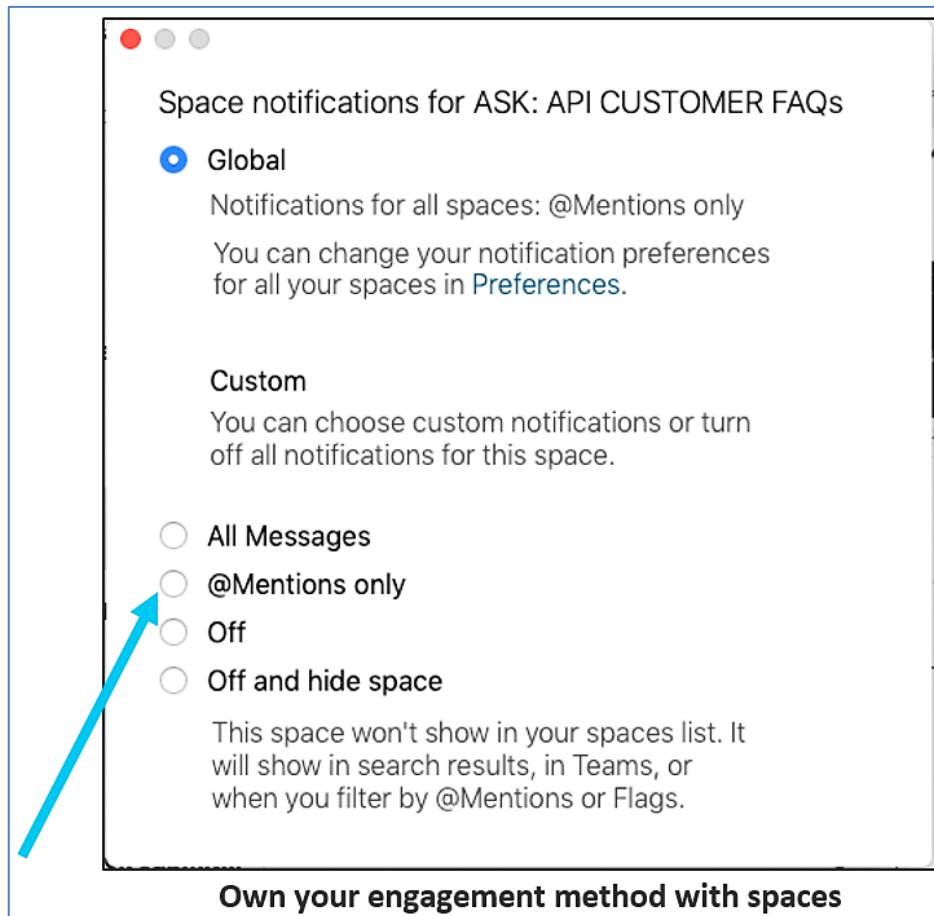 Space notifications for ASK: API CUSTOMER FAQs
Global
Notifications for all spaces: @Mentions only
You can change your notification preferences
for all your spaces in Preferences.
Custom
You can choose custom notifications or turn
off all notifications for this space.
All Messages
@Mentions only
Off
Off and hide space
This space won't show in your spaces list. It
will show in search results, in Teams, or
when you filter by @Mentions or Flags.
Own your engagement method with spaces